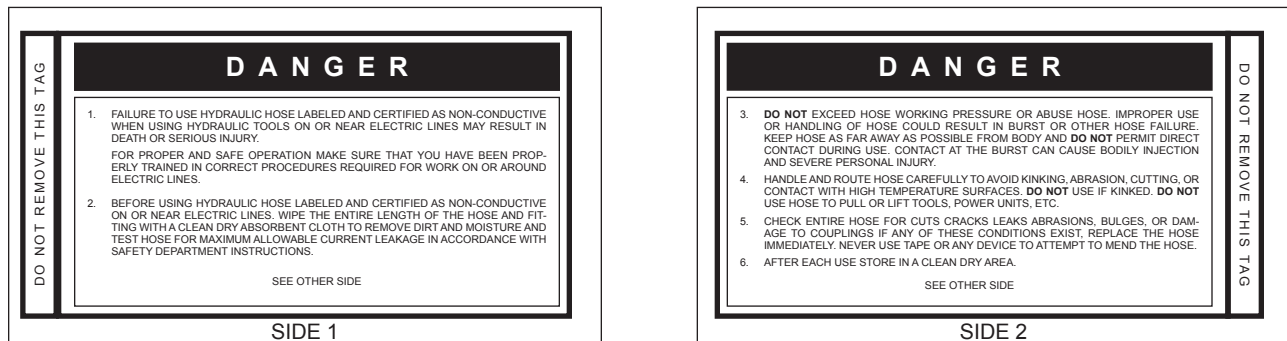 DO NOT REMOVE THIS TAG
DANGER
1. FAILURE TO USE HYDRAULIC HOSE LABELED AND CERTIFIED AS NON-CONDUCTIVE
WHEN USING HYDRAULIC TOOLS ON OR NEAR ELECTRIC LINES MAY RESULT IN
DEATH OR SERIOUS INJURY.
FOR PROPER AND SAFE OPERATION MAKE SURE THAT YOU HAVE BEEN PROP-
ERLY TRAINED IN CORRECT PROCEDURES REQUIRED FOR WORK ON OR AROUND
ELECTRIC LINES.
2. BEFORE USING HYDRAULIC HOSE LABELED AND CERTIFIED AS NON-CONDUCTIVE
ON OR NEAR ELECTRIC LINES. WIPE THE ENTIRE LENGTH OF THE HOSE AND FIT-
TING WITH A CLEAN DRY ABSORBENT CLOTH TO REMOVE DIRT AND MOISTURE AND
TEST HOSE FOR MAXIMUM ALLOWABLE CURRENT LEAKAGE IN ACCORDANCE WITH
SAFETY DEPARTMENT INSTRUCTIONS.
SEE OTHER SIDE
SIDE 1
DANGER
3. DO NOT EXCEED HOSE WORKING PRESSURE OR ABUSE HOSE. IMPROPER USE
OR HANDLING OF HOSE COULD RESULT IN BURST OR OTHER HOSE FAILURE.
KEEP HOSE AS FAR AWAY AS POSSIBLE FROM BODY AND DO NOT PERMIT DIRECT
CONTACT DURING USE. CONTACT AT THE BURST CAN CAUSE BODILY INJECTION
AND SEVERE PERSONAL INJURY.
4. HANDLE AND ROUTE HOSE CAREFULLY TO AVOID KINKING, ABRASION, CUTTING, OR
CONTACT WITH HIGH TEMPERATURE SURFACES. DO NOT USE IF KINKED. DO NOT
USE HOSE TO PULL OR LIFT TOOLS, POWER UNITS, ETC.
5. CHECK ENTIRE HOSE FOR CUTS CRACKS LEAKS ABRASIONS, BULGES, OR DAM-
AGE TO COUPLINGS IF ANY OF THESE CONDITIONS EXIST, REPLACE THE HOSE
IMMEDIATELY. NEVER USE TAPE OR ANY DEVICE TO ATTEMPT TO MEND THE HOSE.
6. AFTER EACH USE STORE IN A CLEAN DRY AREA.
SEE OTHER SIDE
DO NOT REMOVE THIS TAG
SIDE 2